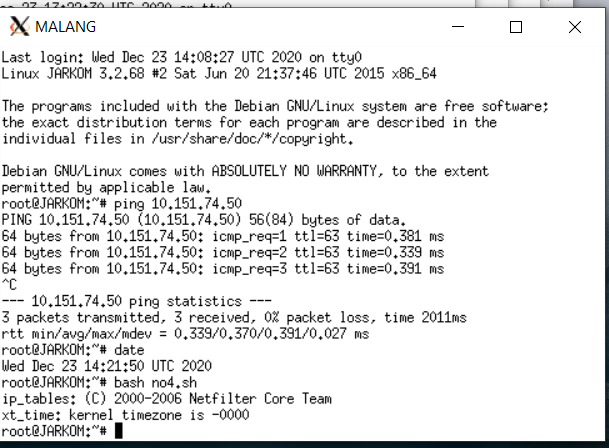 MALANG
Last login: Wed Dec 23 14:08:27 UTC 2020 on tty0
Linux JARKOM 3.2.68 #2 Sat Jun 20 21:37:46 UTC 2015 x86_64
The programs included with the Debian GNU/Linux system are free software;
the exact distribution terms for each program are described in the
individual files in /usr/share/doc/*/copyright.
Debian GNU/Linux comes with ABSOLUTELY NO WARRANTY, to the extent
permitted by applicable law.
root@JARKOM:~# ping 10.151.74.50
PING 10.151.74.50 (10.151.74.50) 56(84) bytes of data.
64 bytes from 10.151.74.50: icmp_req=1 ttl=63 time=0.381 ms
64 bytes from 10.151.74.50: icmp_req=2 ttl=63 time=0.339 ms
64 bytes from 10.151.74.50: icmp_req=3 ttl=63 time=0.391 ms
^C
--- 10.151.74.50 ping statistics ---
3 packets transmitted, 3 received, 0% packet loss, time 2011ms
rtt min/avg/max/mdev = 0.339/0.370/0.391/0.027 ms
root@JARKOM:~# date
Wed Dec 23 14:21:50 UTC 2020
root@JARKOM:~# bash no4.sh
ip_tables: (C) 2000-2006 Netfilter Core Team
xt_time: kernel timezone is -0000
root@JARKOM:~#